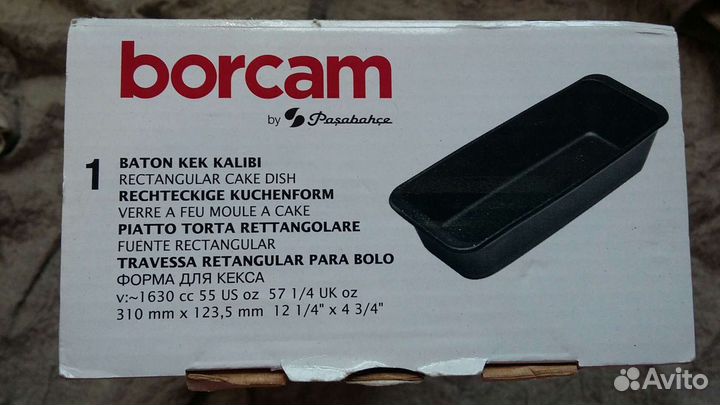 borcam
by Paşabahçe
1
BATON KEK KALIBI
RECTANGULAR CAKE DISH
RECHTECKIGE KUCHENFORM
VERRE A FEU MOULE A CAKE
PIATTO TORTA RETTANGOLARE
FUENTE RECTANGULAR
TRAVESSA RETANGULAR PARA BOLO
ФОРМА ДЛЯ КЕКСА
v:~1630 cc 55 US oz 57 1/4 UK oz
310 mm x 123,5 mm 12 1/4" x 4 3/4"
Avito